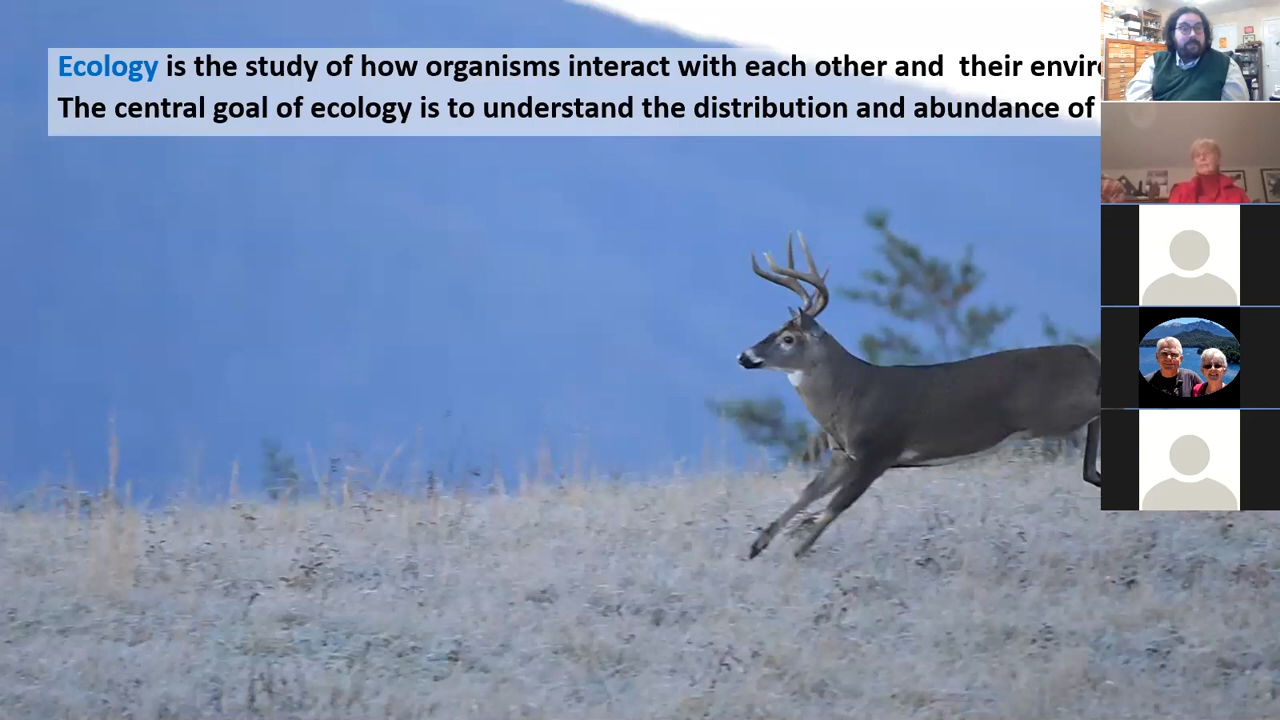 Ecology is the study of how organisms interact with each other and their
The central goal of ecology is to understand the distribution and abundance of